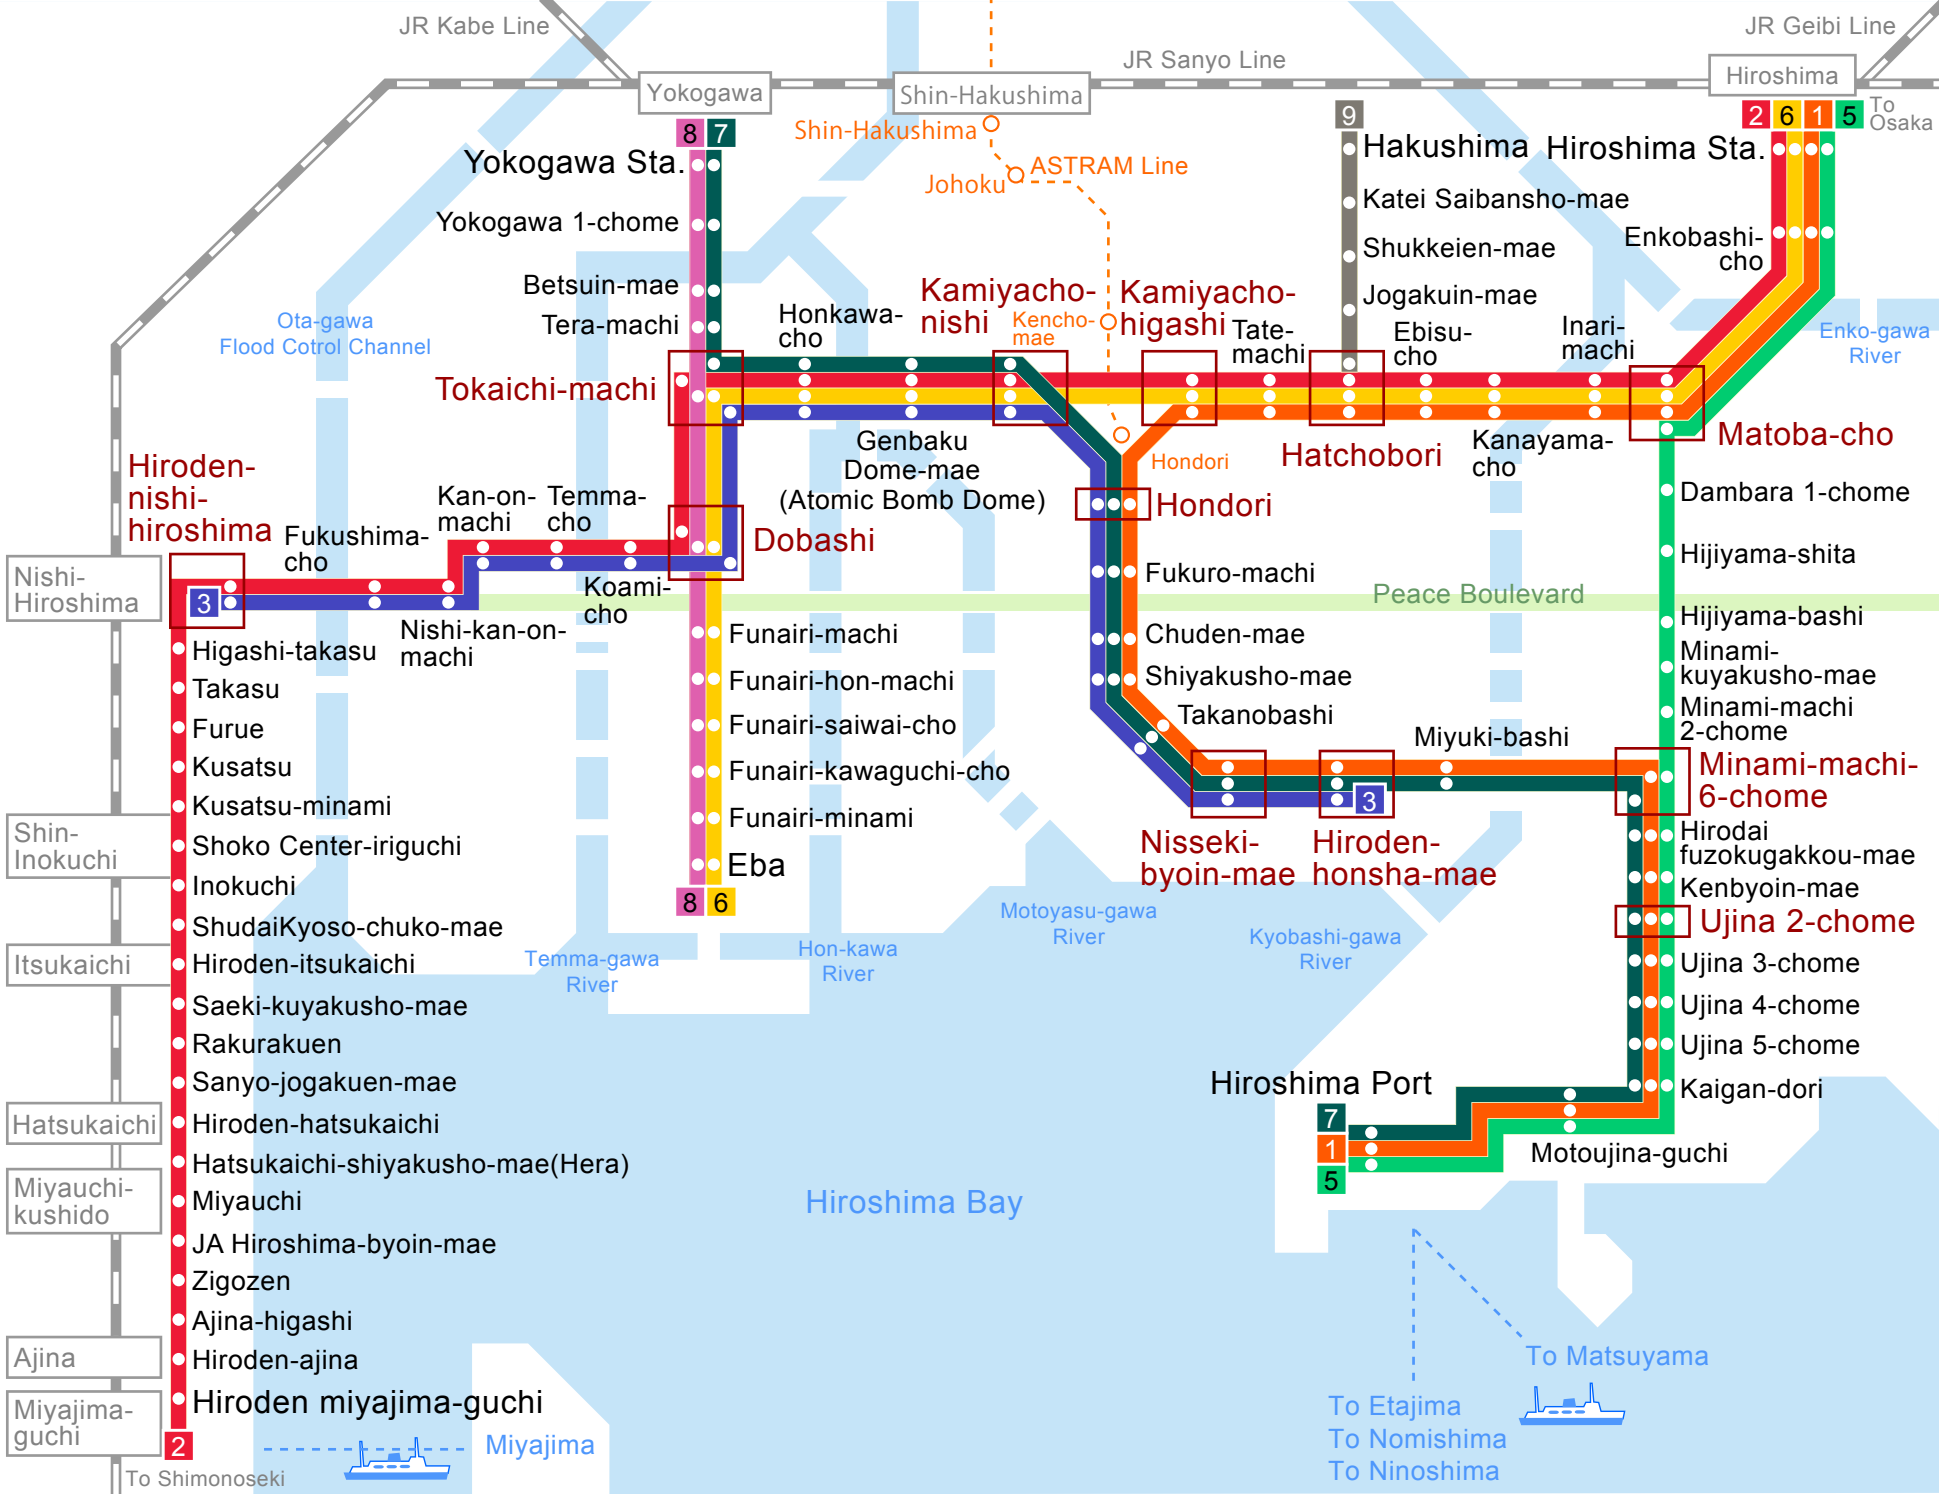 JR Kabe Line
JR Geibi Line
JR Sanyo Line
Yokogawa
Shin-Hakushima
Hiroshima
To
Osaka
8 7
9
2 6 1 5
Shin-Hakushima
Johoku
ASTRAM Line
Yokogawa Sta.
Hakushima
Hiroshima Sta.
Yokogawa 1-chome
Katei Saibansho-mae
Betsuin-mae
Shukkeien-mae
Enkobashi-
cho
Tera-machi
Jogakuin-mae
Ota-gawa
Flood Cotrol Channel
Honkawa-
cho
Kamiyacho-
nishi
Kencho-
mae
Kamiyacho-
higashi
Tate-
machi
Ebisu-
cho
Inari-
machi
Enko-gawa
River
Tokaichi-machi
Genbaku
Dome-mae
(Atomic Bomb Dome)
Hondori
Hatchobori
Kanayama-
cho
Matoba-cho
Hiroden-
nishi-
hiroshima
Fukushima-
cho
Kan-on-
machi
Temma-
cho
Dobashi
Hondori
Dambara 1-chome
Nishi-
Hiroshima
3
Nishi-kan-on-
machi
Koami-
cho
Fukuro-machi
Peace Boulevard
Hijiyama-shita
Hijiyama-bashi
Higashi-takasu
Takasu
Furue
Kusatsu
Kusatsu-minami
Shin-
Inokuchi
Shoko Center-iriguchi
Inokuchi
ShudaiKyoso-chuko-mae
Itsukaichi
Hiroden-itsukaichi
Saeki-kuyakusho-mae
Rakurakuen
Sanyo-jogakuen-mae
Hatsukaichi
Hiroden-hatsukaichi
Hatsukaichi-shiyakusho-mae(Hera)
Miyauchi-
kushido
Miyauchi
JA Hiroshima-byoin-mae
Zigozen
Ajina-higashi
Ajina
Hiroden-ajina
Miyajima-
guchi
Hiroden miyajima-guchi
2
To Shimonoseki
Miyajima
Funairi-machi
Funairi-hon-machi
Funairi-saiwai-cho
Funairi-kawaguchi-cho
Funairi-minami
Eba
8 6
Temma-gawa
River
Hon-kawa
River
Motoyasu-gawa
River
Kyobashi-gawa
River
Chuden-mae
Shiyakusho-mae
Takanobashi
Nisseki-
byoin-mae
Hiroden-
honsha-mae
3
Miyuki-bashi
Minami-
kuyakusho-mae
Minami-machi
2-chome
Minami-machi-
6-chome
Hirodai
fuzokugakkou-mae
Kenbyoin-mae
Ujina 2-chome
Ujina 3-chome
Ujina 4-chome
Ujina 5-chome
Kaigan-dori
Motoujina-guchi
Hiroshima Port
7
1
5
Hiroshima Bay
To Matsuyama
To Etajima
To Nomishima
To Ninoshima